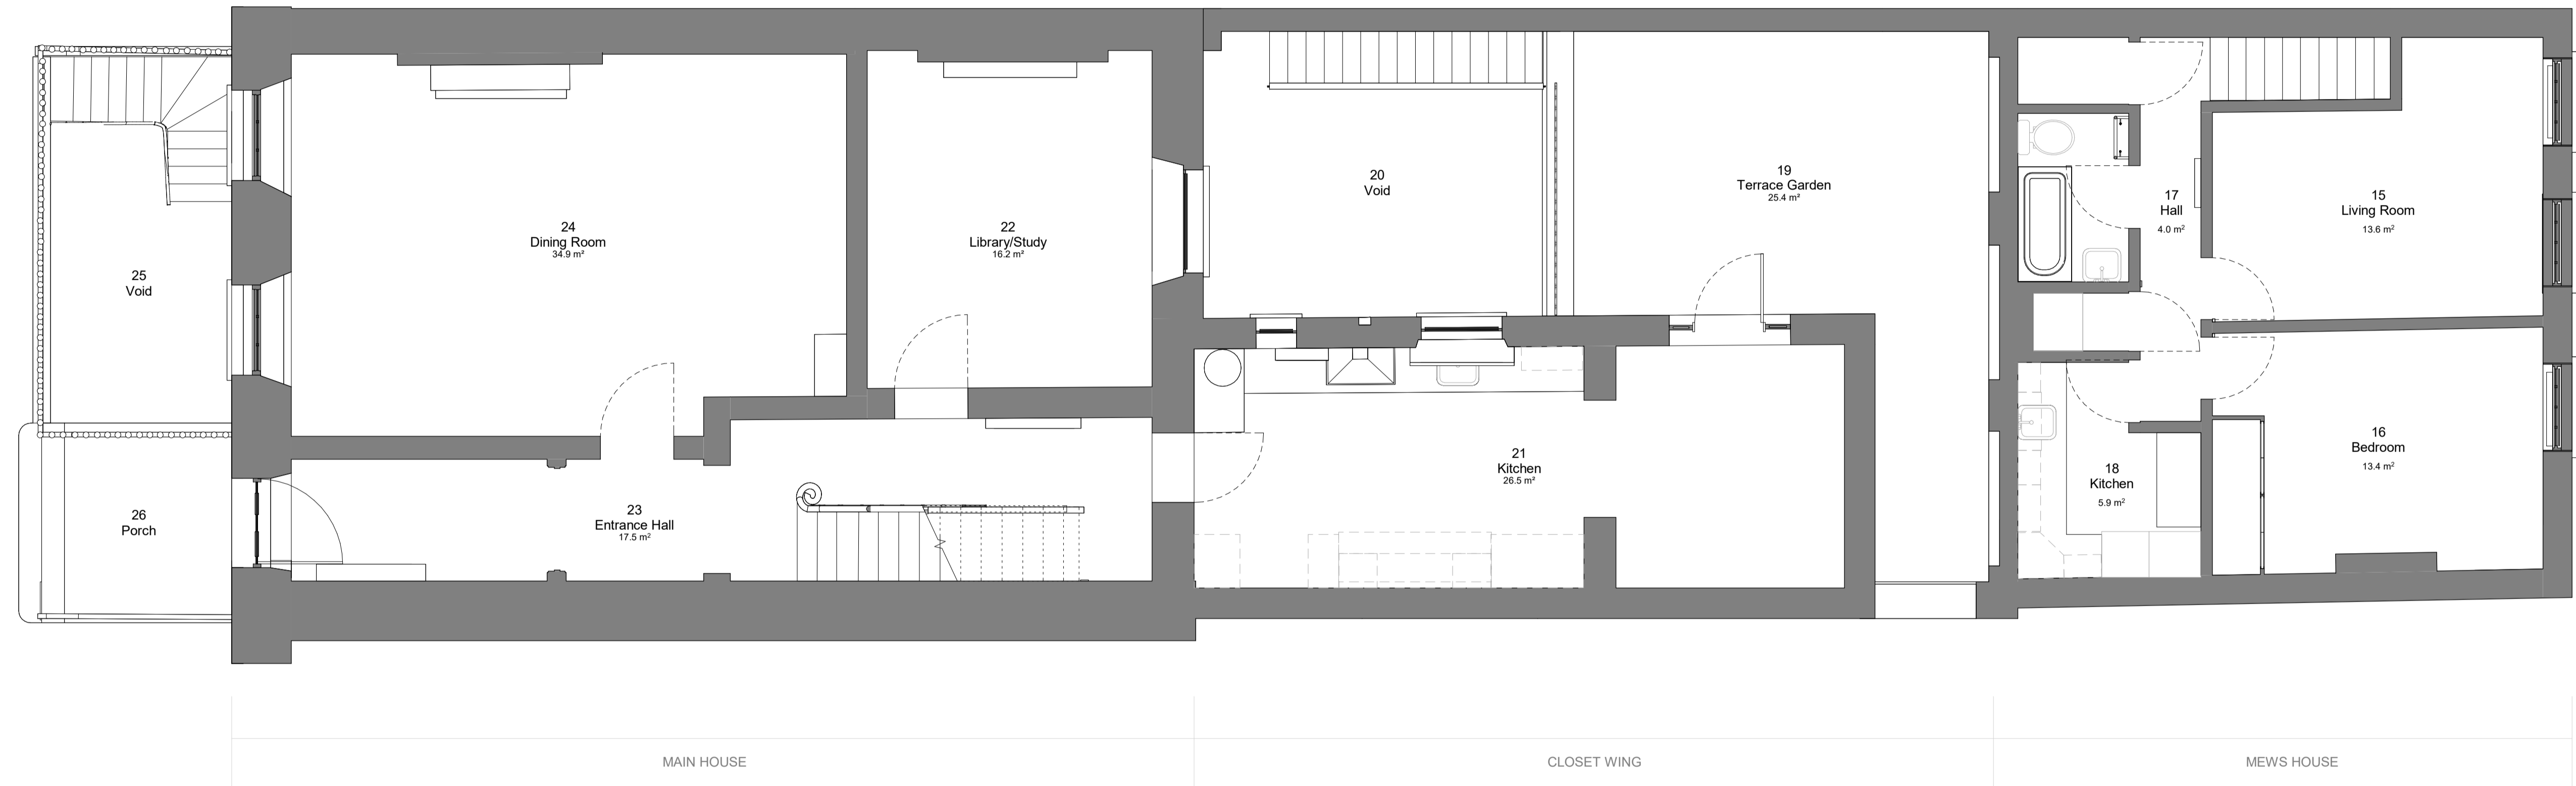 25
Void
26
Porch
24
Dining Room
34.9 m²
23
Entrance Hall
17.5 m²
22
Library/Study
16.2 m²
20
Void
21
Kitchen
26.5 m²
19
Terrace Garden
25.4 m²
17
Hall
4.0 m²
18
Kitchen
5.9 m²
15
Living Room
13.6 m²
16
Bedroom
13.4 m²
MAIN HOUSE
CLOSET WING
MEWS HOUSE